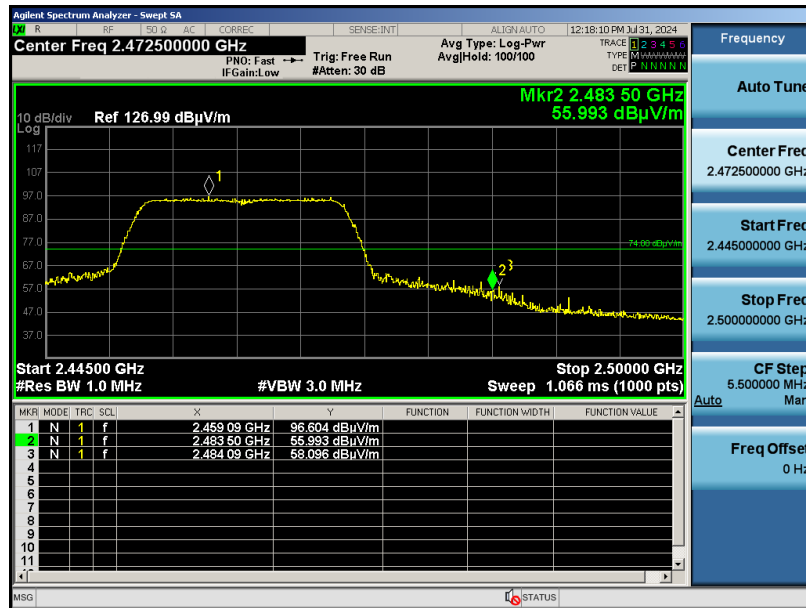 Agilent Spectrum Analyzer - Swept SA
LXI R RF 50 Ω AC CORREC SENSE:INT ALIGN AUTO 12:18:10 PM Jul 31, 2024
Center Freq 2.472500000 GHz
PNO: Fast
IFGain:Low
Trig: Free Run
#Atten: 30 dB
Avg Type: Log-Pwr
Avg|Hold: 100/100
TRACE 1 2 3 4 5 6
TYPE M
DET P N N N N N
Mkr2 2.483 50 GHz
55.993 dBµV/m
10 dB/div Ref 126.99 dBµV/m
Log
117
107
97.0
87.0
77.0
67.0
57.0
47.0
37.0
1
74.00 dBµV/m
2 3
Start 2.44500 GHz Stop 2.50000 GHz
#Res BW 1.0 MHz #VBW 3.0 MHz Sweep 1.066 ms (1000 pts)
MKR MODE TRC SCL X Y FUNCTION FUNCTION WIDTH FUNCTION VALUE
1 N 1 f 2.459 09 GHz 96.604 dBµV/m
2 N 1 f 2.483 50 GHz 55.993 dBµV/m
3 N 1 f 2.484 09 GHz 58.096 dBµV/m
4
5
6
7
8
9
10
11
MSG STATUS
Frequency
Auto Tune
Center Freq
2.472500000 GHz
Start Freq
2.445000000 GHz
Stop Freq
2.500000000 GHz
CF Step
5.500000 MHz
Auto Man
Freq Offset
0 Hz